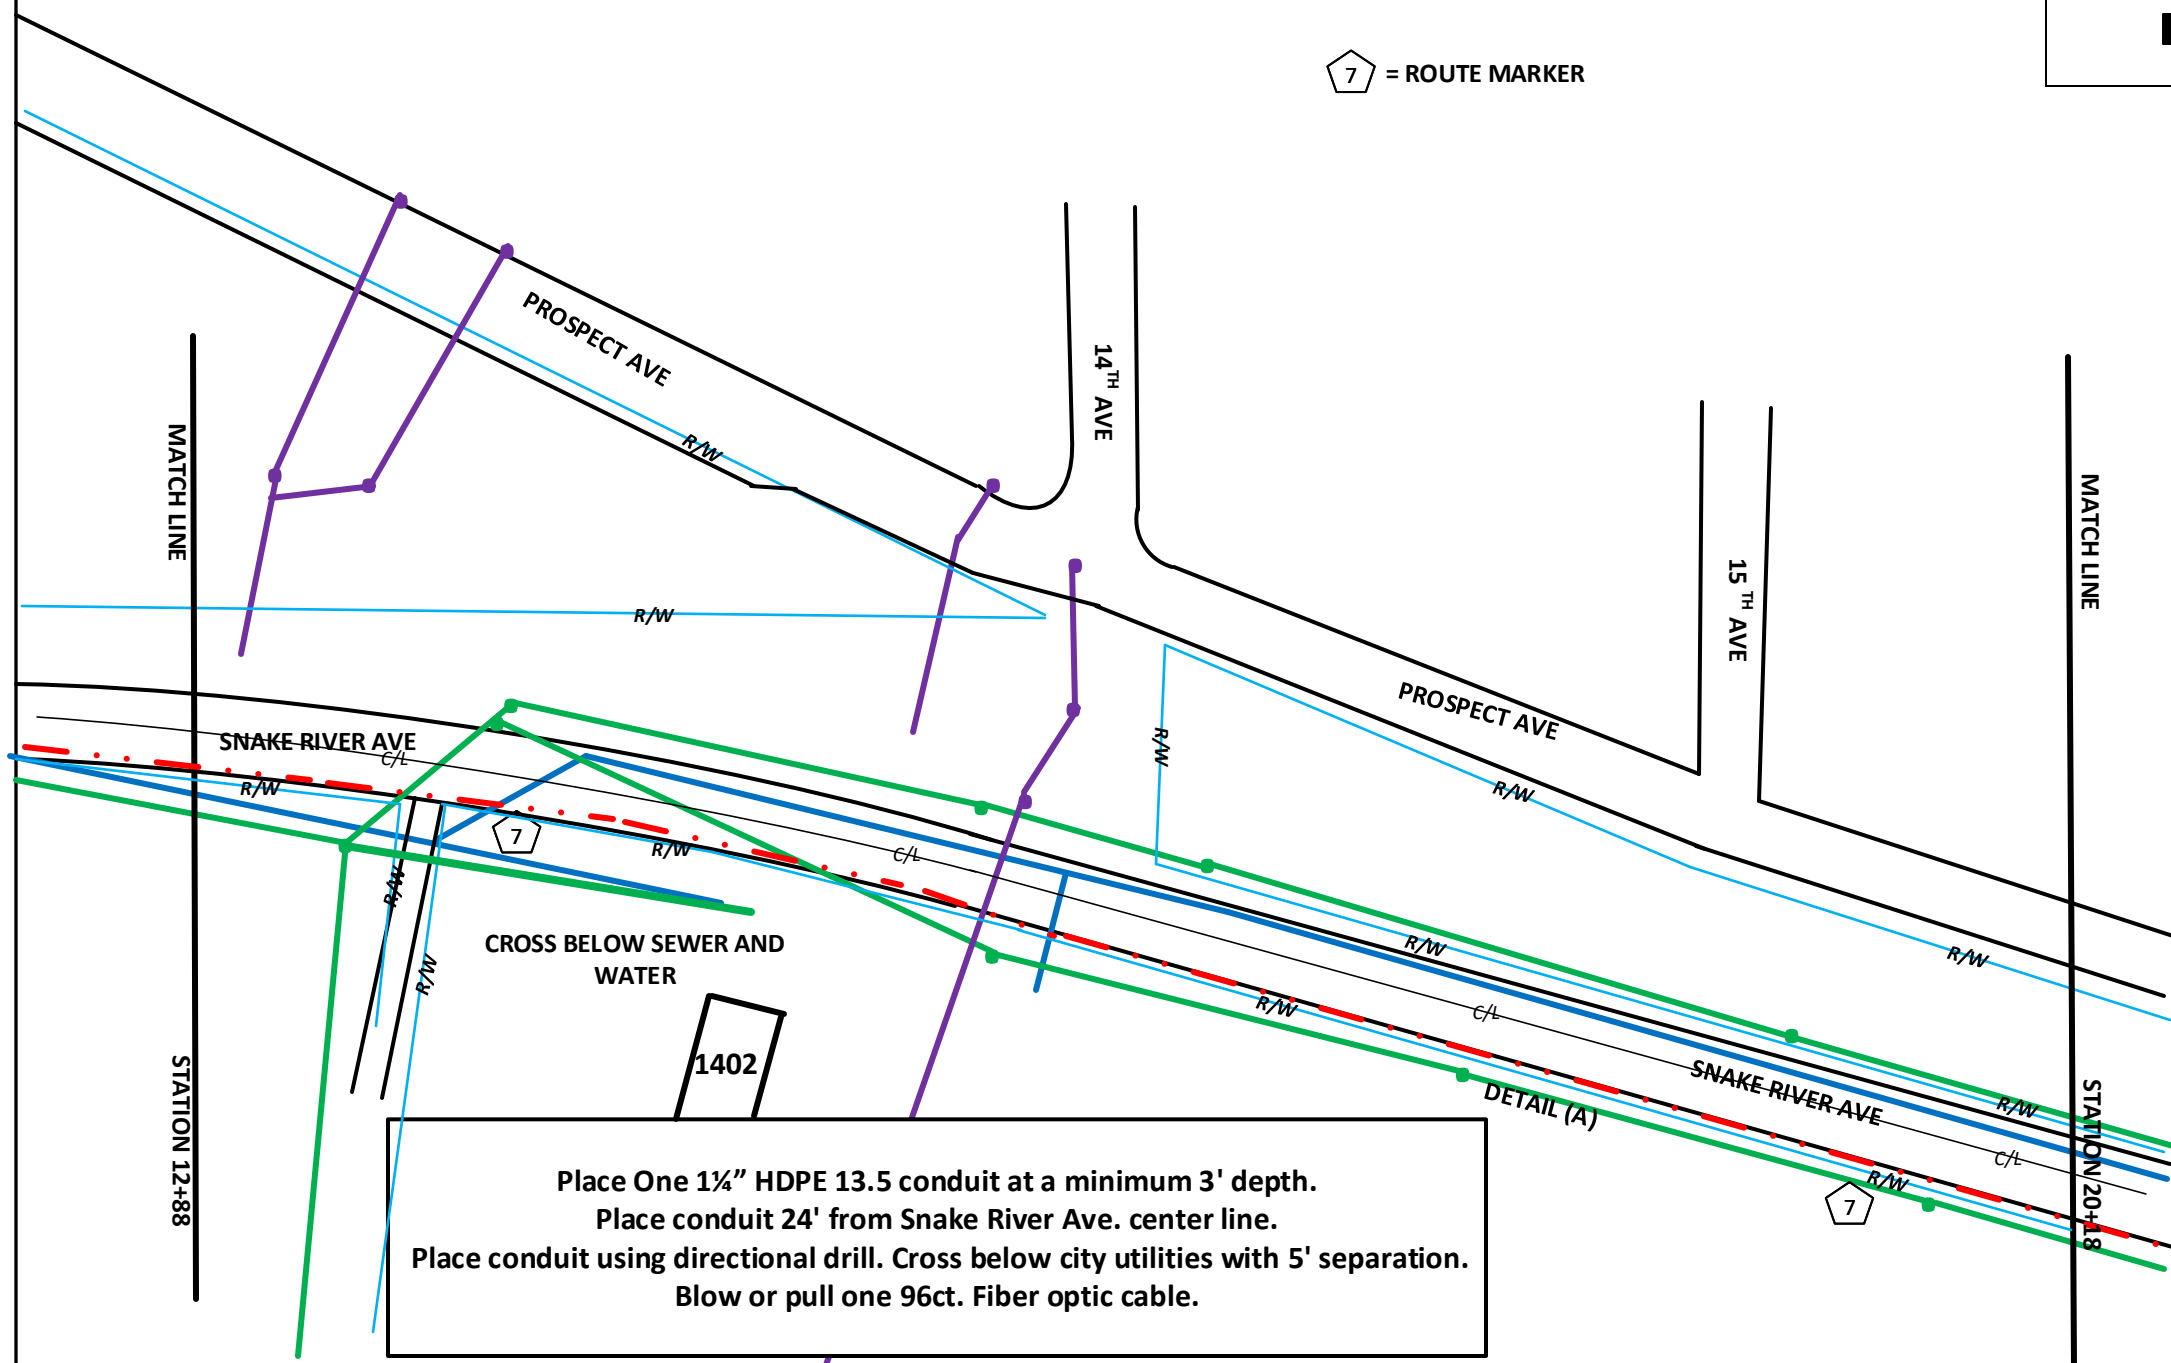 7 = ROUTE MARKER
PROSPECT AVE
14TH AVE
R/W
MATCH LINE
MATCH LINE
15 TH AVE
R/W
PROSPECT AVE
R/W
SNAKE RIVER AVE
C/L
R/W
R/W
7
R/W
C/L
R/W
R/W
R/W
CROSS BELOW SEWER AND
WATER
R/W
R/W
C/L
1402
SNAKE RIVER AVE
DETAIL (A)
R/W
C/L
R/W
7
STATION 12+88
STATION 20+18
Place One 1¼” HDPE 13.5 conduit at a minimum 3' depth.
Place conduit 24' from Snake River Ave. center line.
Place conduit using directional drill. Cross below city utilities with 5' separation.
Blow or pull one 96ct. Fiber optic cable.